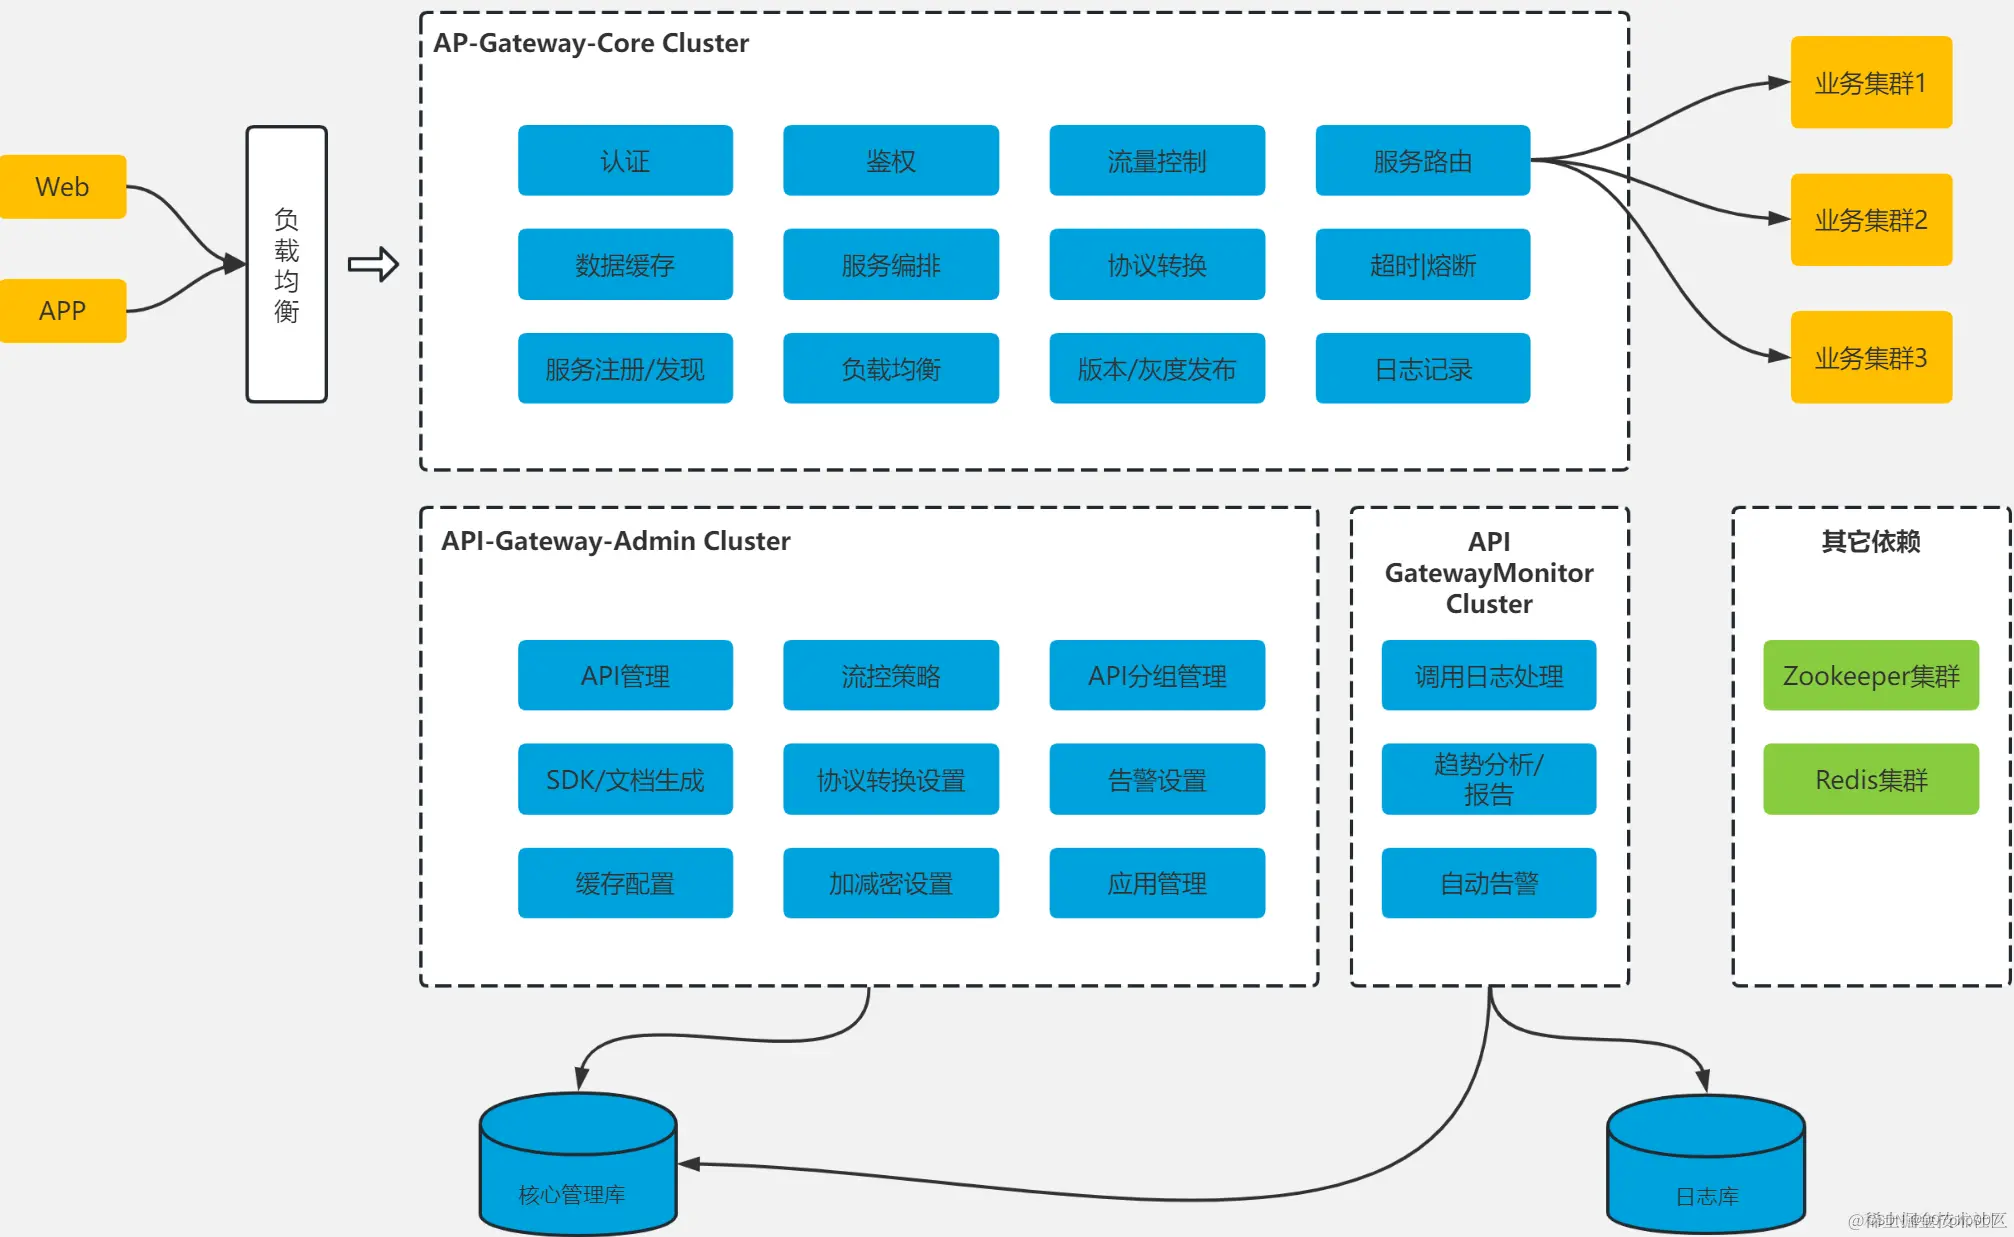 AP-Gateway-Core Cluster
Web
APP
负
载
均
衡
认证
鉴权
流量控制
服务路由
数据缓存
服务编排
协议转换
超时|熔断
服务注册/发现
负载均衡
版本/灰度发布
日志记录
业务集群1
业务集群2
业务集群3
API-Gateway-Admin Cluster
API管理
流控策略
API分组管理
SDK/文档生成
协议转换设置
告警设置
缓存配置
加减密设置
应用管理
API
GatewayMonitor
Cluster
调用日志处理
趋势分析/
报告
自动告警
其它依赖
Zookeeper集群
Redis集群
核心管理库
日志库
@稀土掘金技术社区